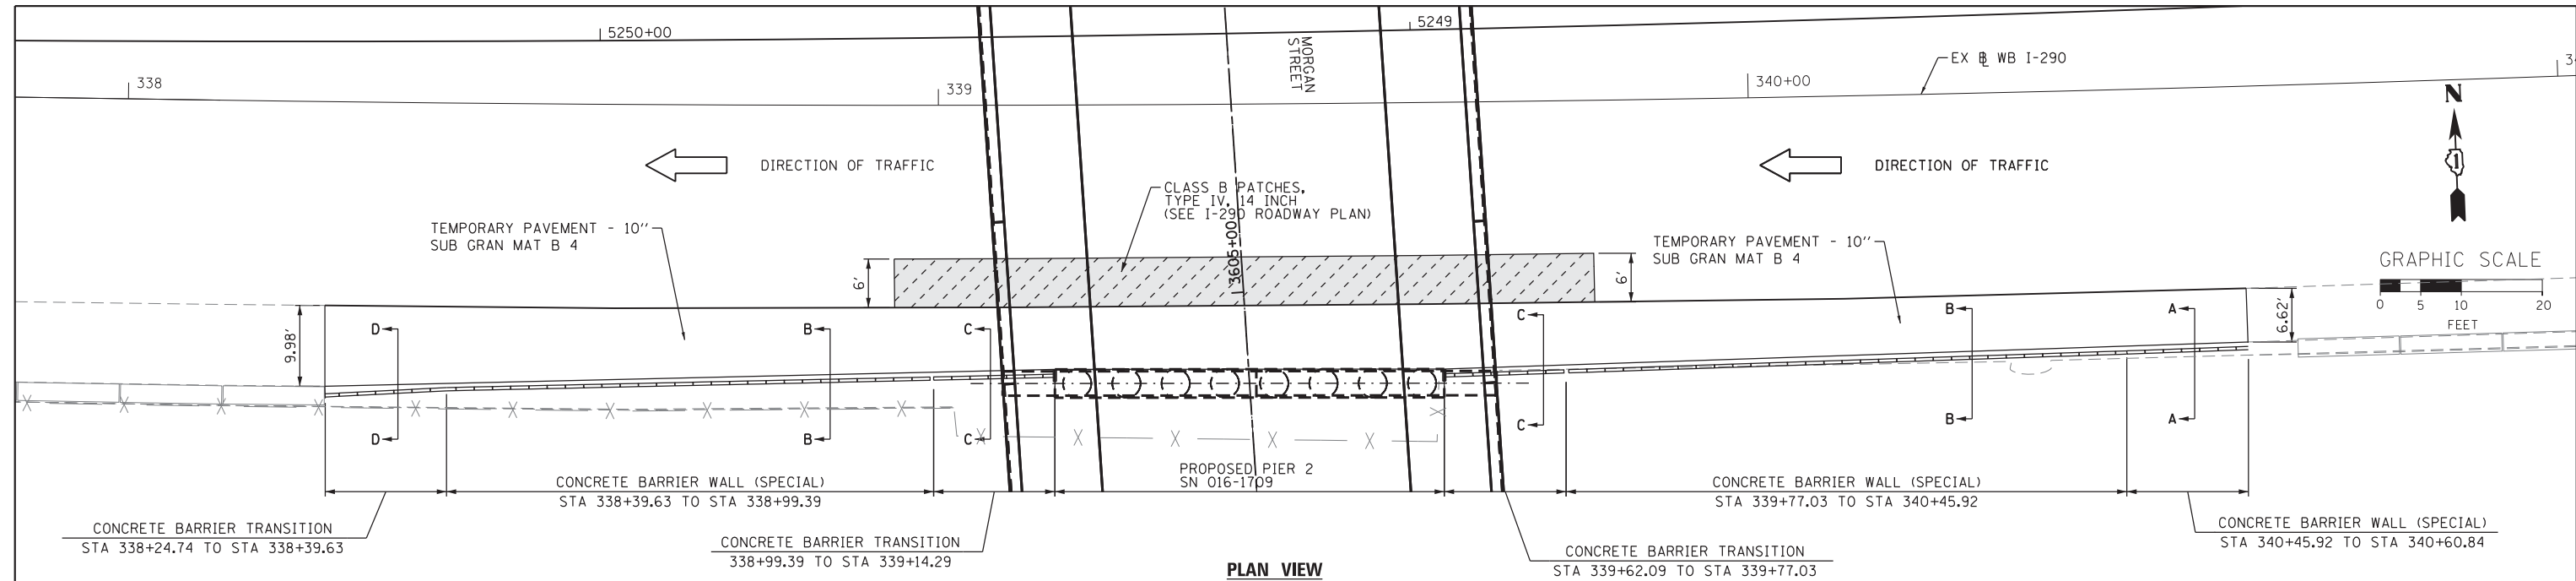 5250+00
5249
MORGAN
STREET
EX B WB I-290
338
339
340+00
N
1
DIRECTION OF TRAFFIC
DIRECTION OF TRAFFIC
CLASS B PATCHES,
TYPE IV, 14 INCH
(SEE I-290 ROADWAY PLAN)
3605+00
TEMPORARY PAVEMENT - 10"
SUB GRAN MAT B 4
TEMPORARY PAVEMENT - 10"
SUB GRAN MAT B 4
GRAPHIC SCALE
0 5 10 20
FEET
6'
6'
9.98'
6.62'
D
B
C
C
B
A
D
B
C
C
B
A
PROPOSED PIER 2
SN 016-1709
CONCRETE BARRIER WALL (SPECIAL)
STA 338+39.63 TO STA 338+99.39
CONCRETE BARRIER WALL (SPECIAL)
STA 339+77.03 TO STA 340+45.92
CONCRETE BARRIER TRANSITION
STA 338+24.74 TO STA 338+39.63
CONCRETE BARRIER TRANSITION
338+99.39 TO STA 339+14.29
CONCRETE BARRIER TRANSITION
STA 339+62.09 TO STA 339+77.03
CONCRETE BARRIER WALL (SPECIAL)
STA 340+45.92 TO STA 340+60.84
PLAN VIEW